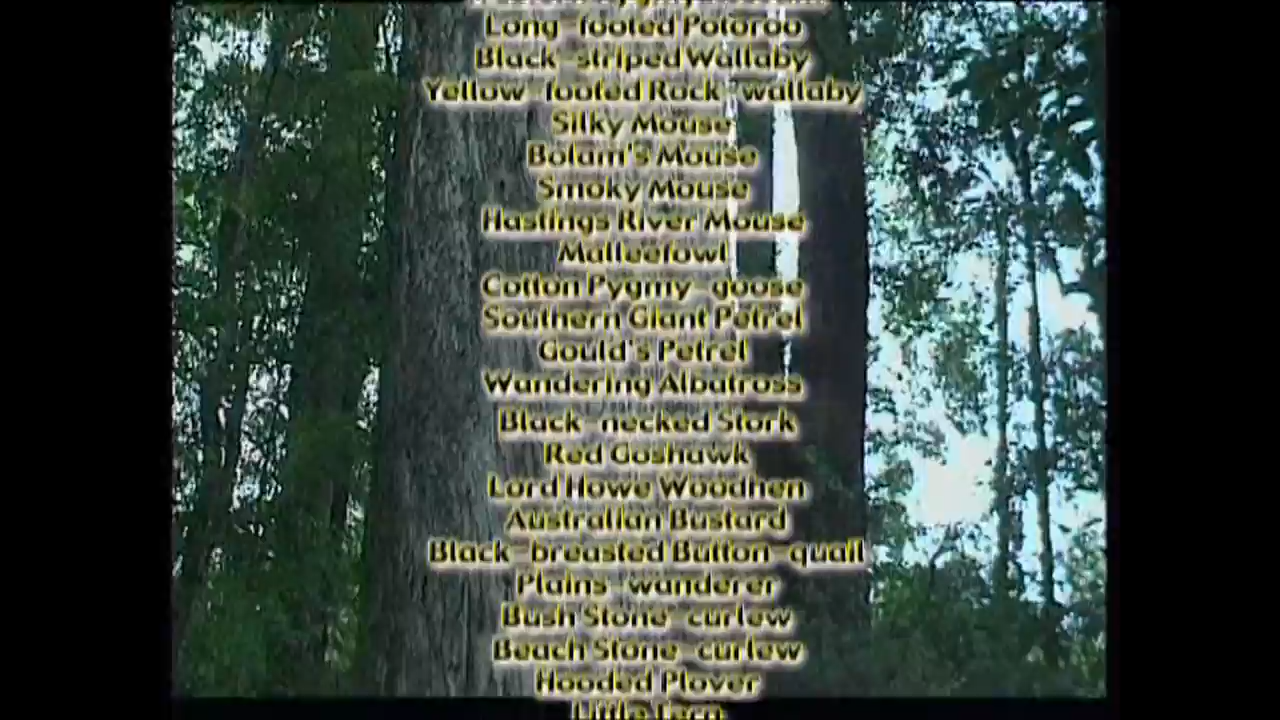 Long-footed Potoroo
Black-striped Wallaby
Yellow-footed Rock-wallaby
Silky Mouse
Bolam's Mouse
Smoky Mouse
Hastings River Mouse
Malleefowl
Cotton Pygmy-goose
Southern Giant Petrel
Gould's Petrel
Wandering Albatross
Black-necked Stork
Red Goshawk
Lord Howe Woodhen
Australian Bustard
Black-breasted Button-quail
Plains-wanderer
Bush Stone-curlew
Beach Stone-curlew
Hooded Plover
Little Tern